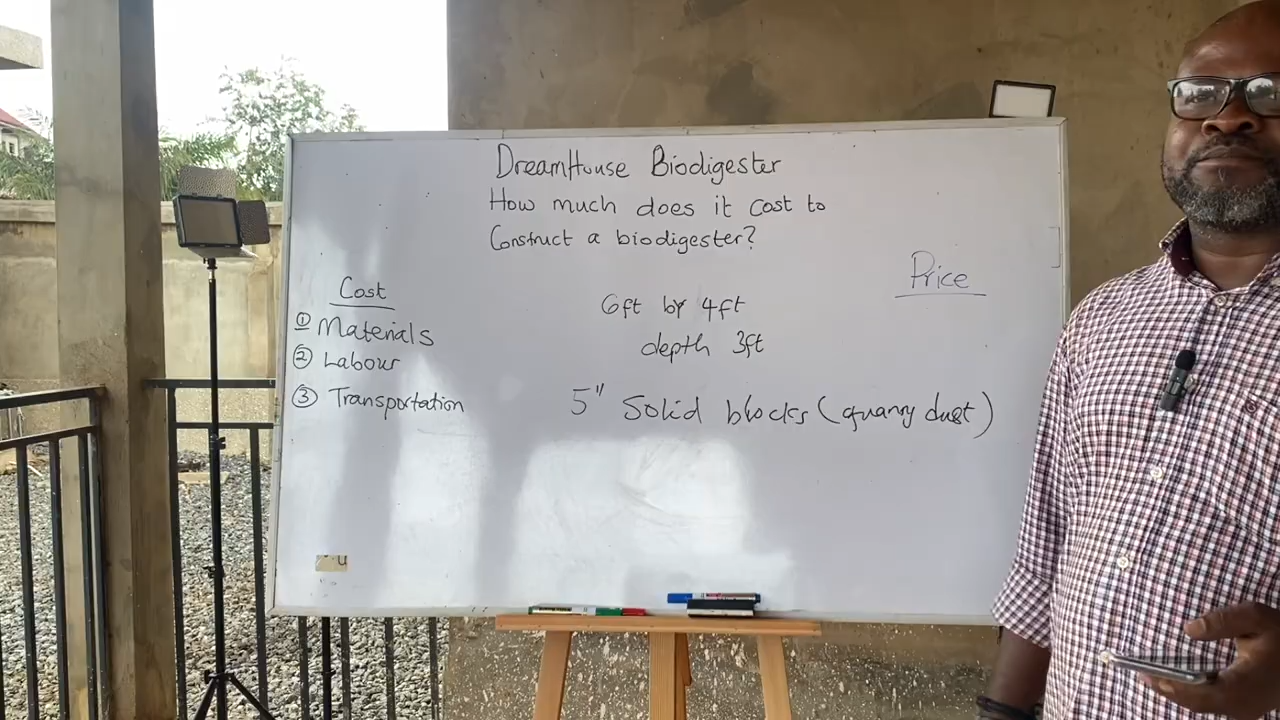 DreamHouse Biodigester
How much does it cost to
Construct a biodigester?
Price
Cost
① Materials
② Labour
③ Transportation
6ft by 4ft
depth 3ft
5" Solid blocks (quarry dust)